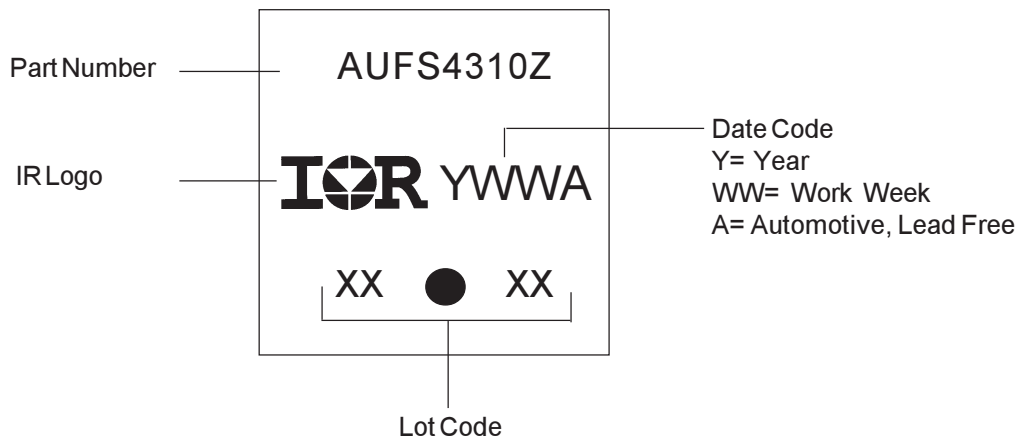 Part Number
AUFS4310Z
IR Logo
IOR YWWA
Date Code
Y= Year
WW= Work Week
A= Automotive, Lead Free
XX ● XX
Lot Code